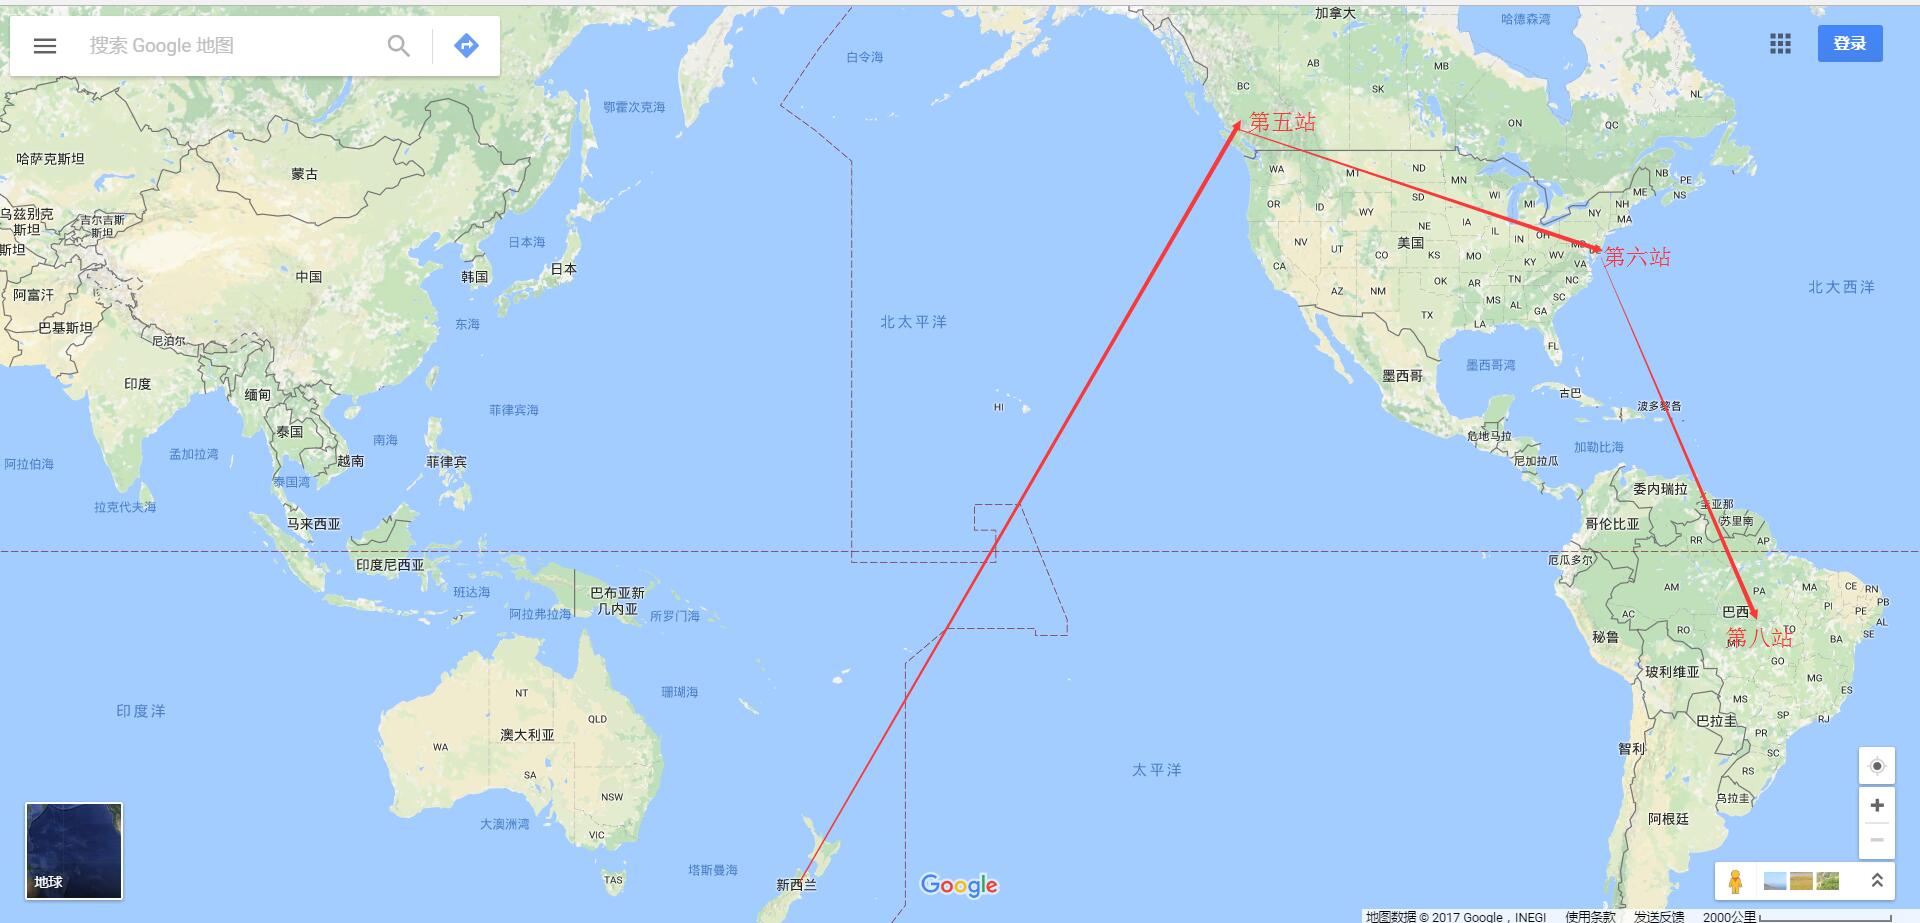 搜索 Google 地图
登录
加拿大
哈德森湾
白令海
鄂霍次克海
AB
MB
BC
SK
NL
ON
QC
第五站
哈萨克斯坦
蒙古
WA
MT
ND
MN
WI
MI
NB
PE
ME
NS
NH
MA
NY
OR
ID
WY
SD
IA
NE
IL
IN
OH
乌兹别克
斯坦
吉尔吉斯
斯坦
斯坦
日本海
韩国
日本
中国
NV
UT
CO
美国
KS
MO
KY
WV
VA
第六站
CA
AZ
NM
OK
AR
TN
NC
SC
MS
AL
GA
TX
LA
FL
北大西洋
阿富汗
巴基斯坦
尼泊尔
东海
北太平洋
印度
缅甸
墨西哥湾
墨西哥
古巴
波多黎各
HI
菲律宾海
泰国
南海
越南
菲律宾
孟加拉湾
阿拉伯海
泰国湾
拉克代夫海
马来西亚
危地马拉
尼加拉瓜
加勒比海
委内瑞拉
圭亚那
苏里南
哥伦比亚
RR
AP
厄瓜多尔
印度尼西亚
班达海
阿拉弗拉海
巴布亚新
几内亚
所罗门海
AM
PA
MA
CE
RN
PB
PI
PE
AL
SE
AC
巴西
RO
TO
BA
第八站
秘鲁
GO
玻利维亚
MG
MS
ES
SP
RJ
巴拉圭
PR
SC
RS
智利
乌拉圭
阿根廷
印度洋
珊瑚海
NT
QLD
澳大利亚
WA
SA
NSW
VIC
TAS
大澳洲湾
塔斯曼海
新西兰
太平洋
地球
Google
地图数据 © 2017 Google，INEGI 使用条款 发送反馈 2000公里